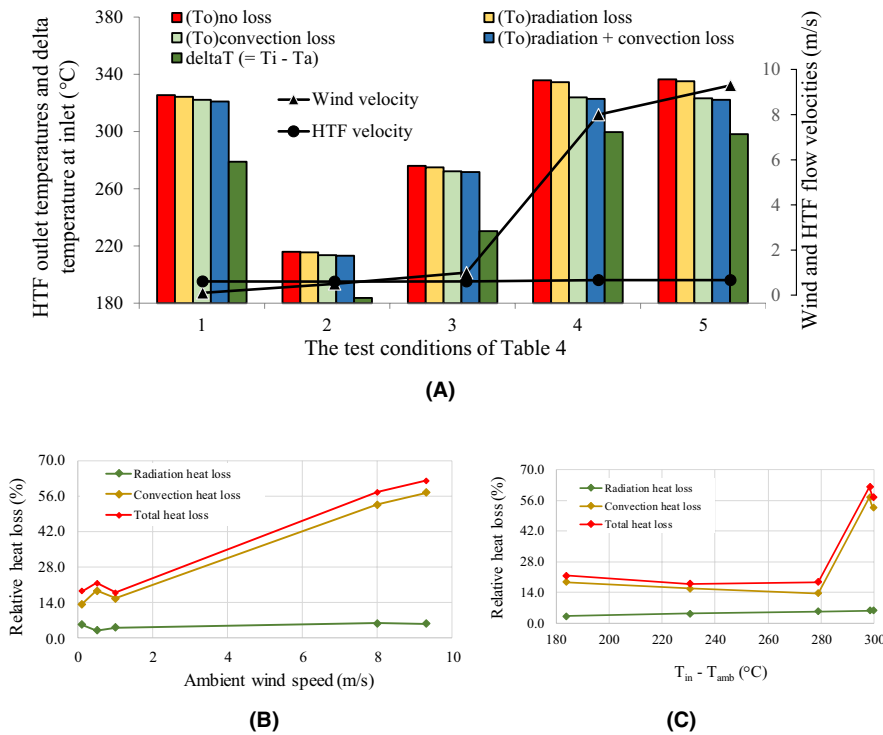 (To)no loss
(To)radiation loss
(To)convection loss
(To)radiation + convection loss
deltaT (= Ti - Ta)
Wind velocity
HTF velocity
HTF outlet temperatures and delta
temperature at inlet (°C)
380
340
300
260
220
180
10
8
6
4
2
0
Wind and HTF flow velocities (m/s)
1 2 3 4 5
The test conditions of Table 4
(A)
Relative heat loss (%)
70.0
56.0
42.0
28.0
14.0
0.0
Radiation heat loss
Convection heat loss
Total heat loss
0 2 4 6 8 10
Ambient wind speed (m/s)
(B)
Relative heat loss (%)
70.0
56.0
42.0
28.0
14.0
0.0
Radiation heat loss
Convection heat loss
Total heat loss
180 200 220 240 260 280 300
T_in - T_amb (°C)
(C)